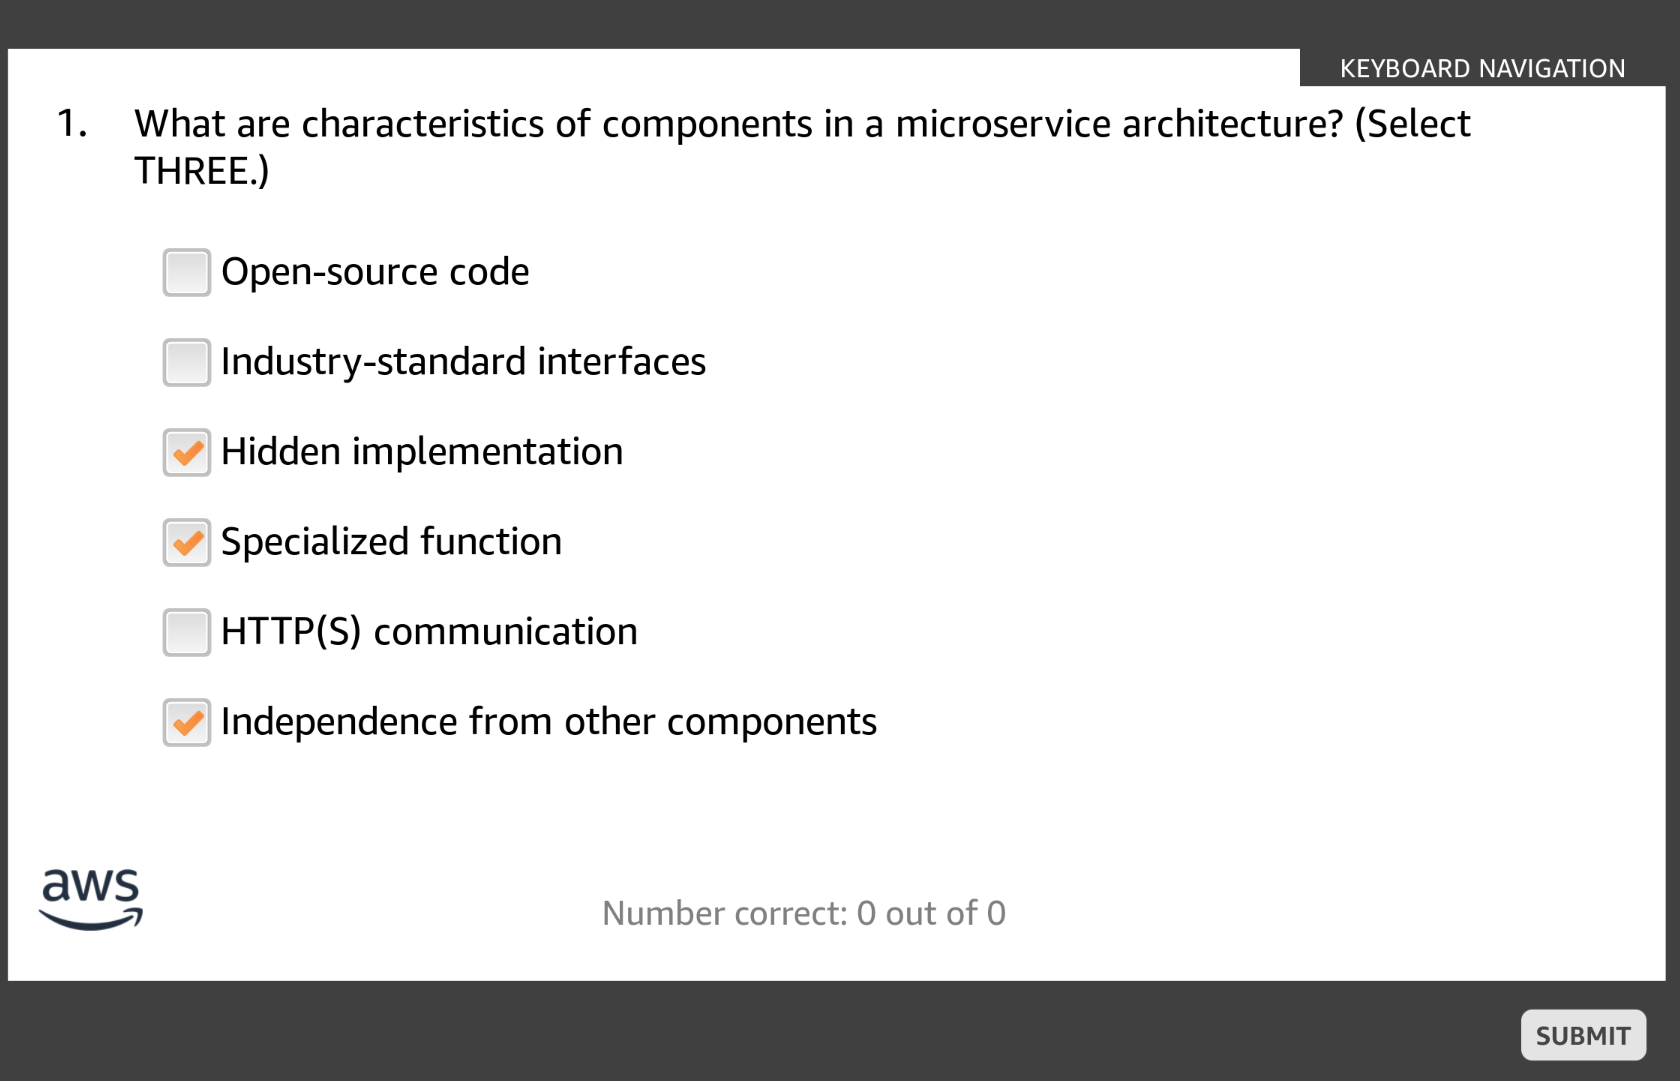 KEYBOARD NAVIGATION
1. What are characteristics of components in a microservice architecture? (Select
THREE.)
Open-source code
Industry-standard interfaces
Hidden implementation
Specialized function
HTTP(S) communication
Independence from other components
aws
Number correct: 0 out of 0
SUBMIT